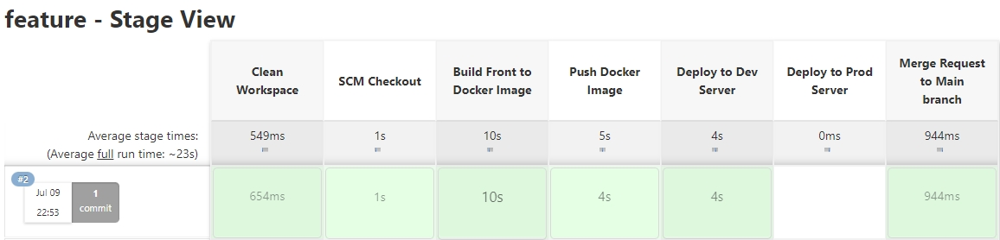 feature - Stage View
Clean
Workspace
SCM Checkout
Build Front to
Docker Image
Push Docker
Image
Deploy to Dev
Server
Deploy to Prod
Server
Merge Request
to Main
branch
Average stage times:
(Average full run time: ~23s)
549ms
1s
10s
5s
4s
0ms
944ms
#2
Jul 09
22:53
1
commit
654ms
1s
10s
4s
4s
944ms